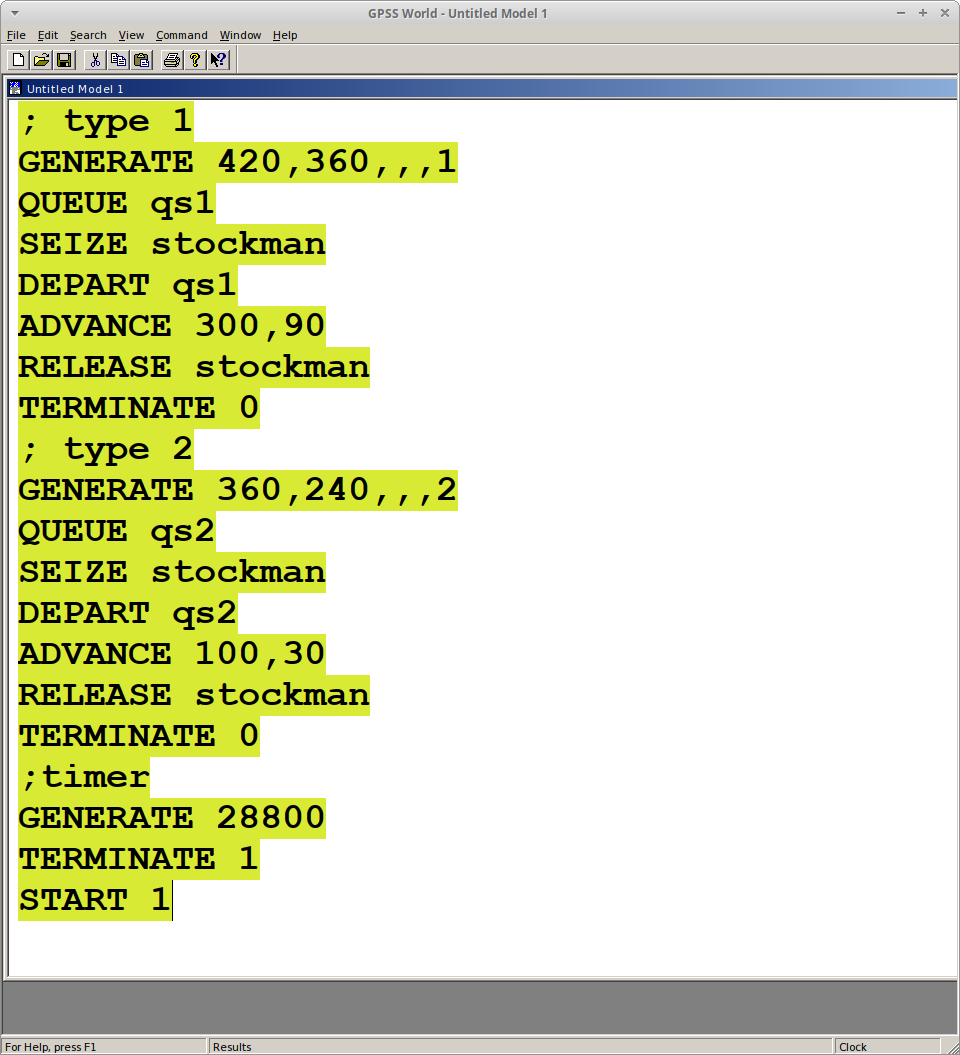 GPSS World - Untitled Model 1
File Edit Search View Command Window Help
Untitled Model 1
; type 1
GENERATE 420,360,,,1
QUEUE qs1
SEIZE stockman
DEPART qs1
ADVANCE 300,90
RELEASE stockman
TERMINATE 0
; type 2
GENERATE 360,240,,,2
QUEUE qs2
SEIZE stockman
DEPART qs2
ADVANCE 100,30
RELEASE stockman
TERMINATE 0
;timer
GENERATE 28800
TERMINATE 1
START 1
For Help, press F1 Results Clock